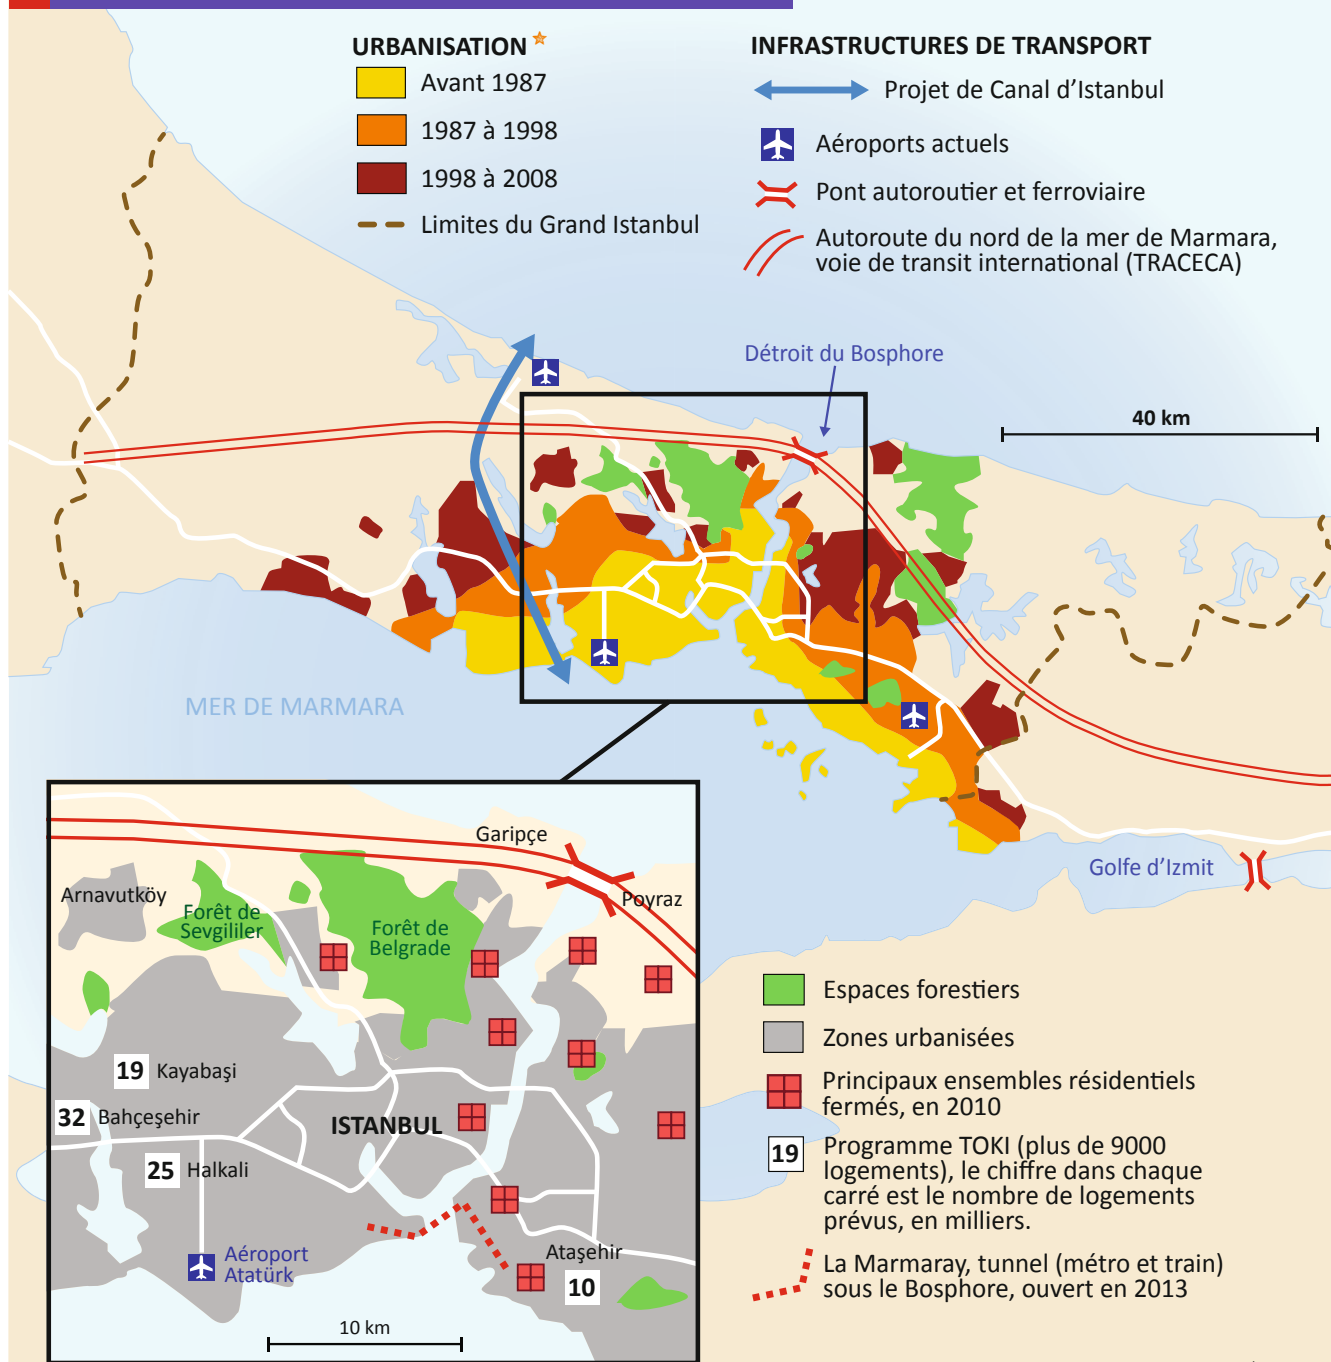 URBANISATION
Avant 1987
1987 à 1998
1998 à 2008
Limites du Grand Istanbul
INFRASTRUCTURES DE TRANSPORT
Projet de Canal d'Istanbul
Aéroports actuels
Pont autoroutier et ferroviaire
Autoroute du nord de la mer de Marmara,
voie de transit international (TRACECA)
Détroit du Bosphore
40 km
MER DE MARMARA
Golfe d'Izmit
Garipçe
Poyraz
Arnavutköy
Forêt de
Sevgililer
Forêt de
Belgrade
19 Kayabaşi
32 Bahçeşehir
ISTANBUL
25 Halkali
Aéroport
Atatürk
Ataşehir
10
10 km
Espaces forestiers
Zones urbanisées
Principaux ensembles résidentiels
fermés, en 2010
19
Programme TOKI (plus de 9000
logements), le chiffre dans chaque
carré est le nombre de logements
prévus, en milliers.
La Marmaray, tunnel (métro et train)
sous le Bosphore, ouvert en 2013